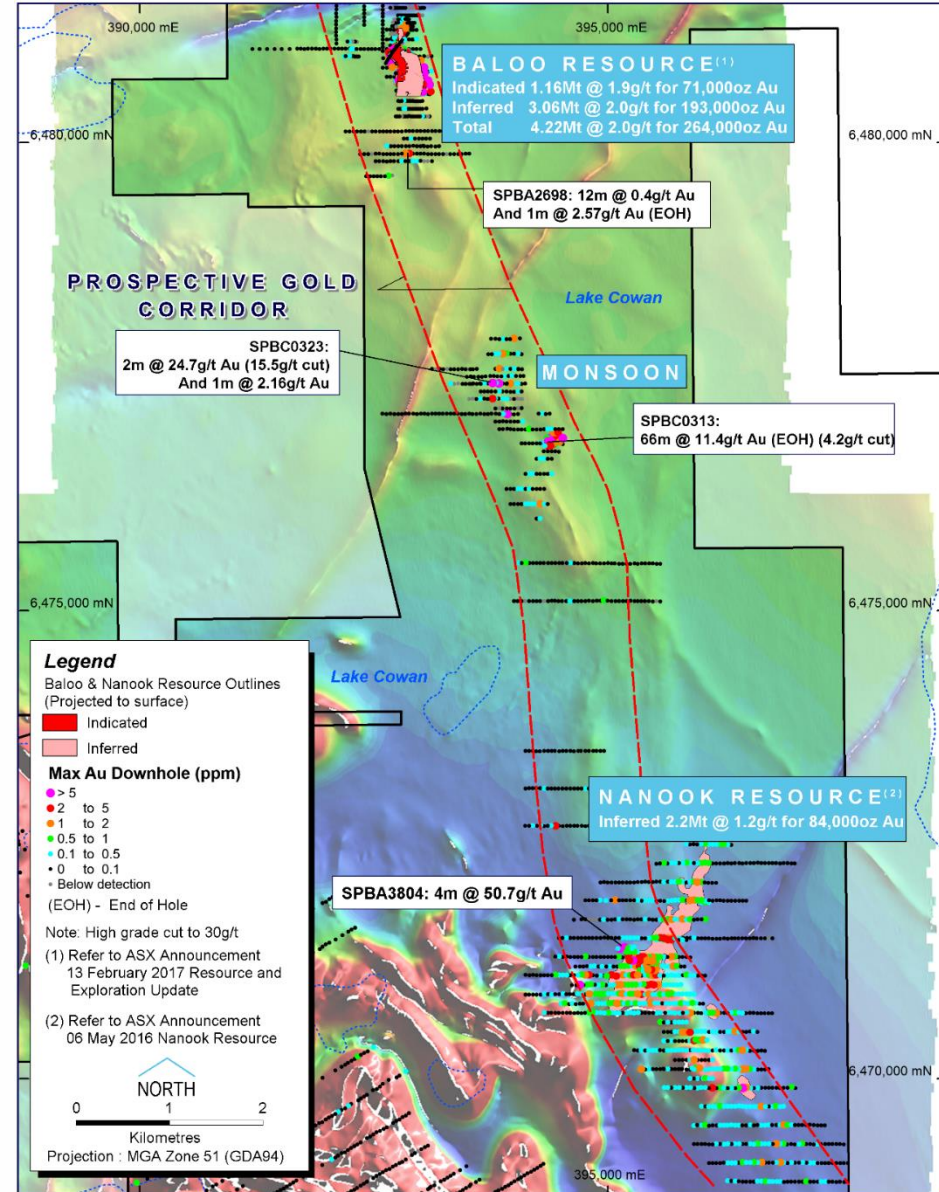 390,000 mE
395,000 mE
BALOO RESOURCE(1)
Indicated 1.16Mt @ 1.9g/t for 71,000oz Au
Inferred 3.06Mt @ 2.0g/t for 193,000oz Au
Total 4.22Mt @ 2.0g/t for 264,000oz Au
6,480,000 mN
6,480,000 mN
SPBA2698: 12m @ 0.4g/t Au
And 1m @ 2.57g/t Au (EOH)
PROSPECTIVE GOLD
CORRIDOR
Lake Cowan
SPBC0323:
2m @ 24.7g/t Au (15.5g/t cut)
And 1m @ 2.16g/t Au
MONSOON
SPBC0313:
66m @ 11.4g/t Au (EOH) (4.2g/t cut)
6,475,000 mN
6,475,000 mN
Lake Cowan
NANOOK RESOURCE(2)
Inferred 2.2Mt @ 1.2g/t for 84,000oz Au
SPBA3804: 4m @ 50.7g/t Au
6,470,000 mN
395,000 mE
Legend
Baloo & Nanook Resource Outlines
(Projected to surface)
Indicated
Inferred
Max Au Downhole (ppm)
> 5
2 to 5
1 to 2
0.5 to 1
0.1 to 0.5
0 to 0.1
Below detection
(EOH) - End of Hole
Note: High grade cut to 30g/t
(1) Refer to ASX Announcement
13 February 2017 Resource and
Exploration Update
(2) Refer to ASX Announcement
06 May 2016 Nanook Resource
NORTH
0 1 2
Kilometres
Projection : MGA Zone 51 (GDA94)